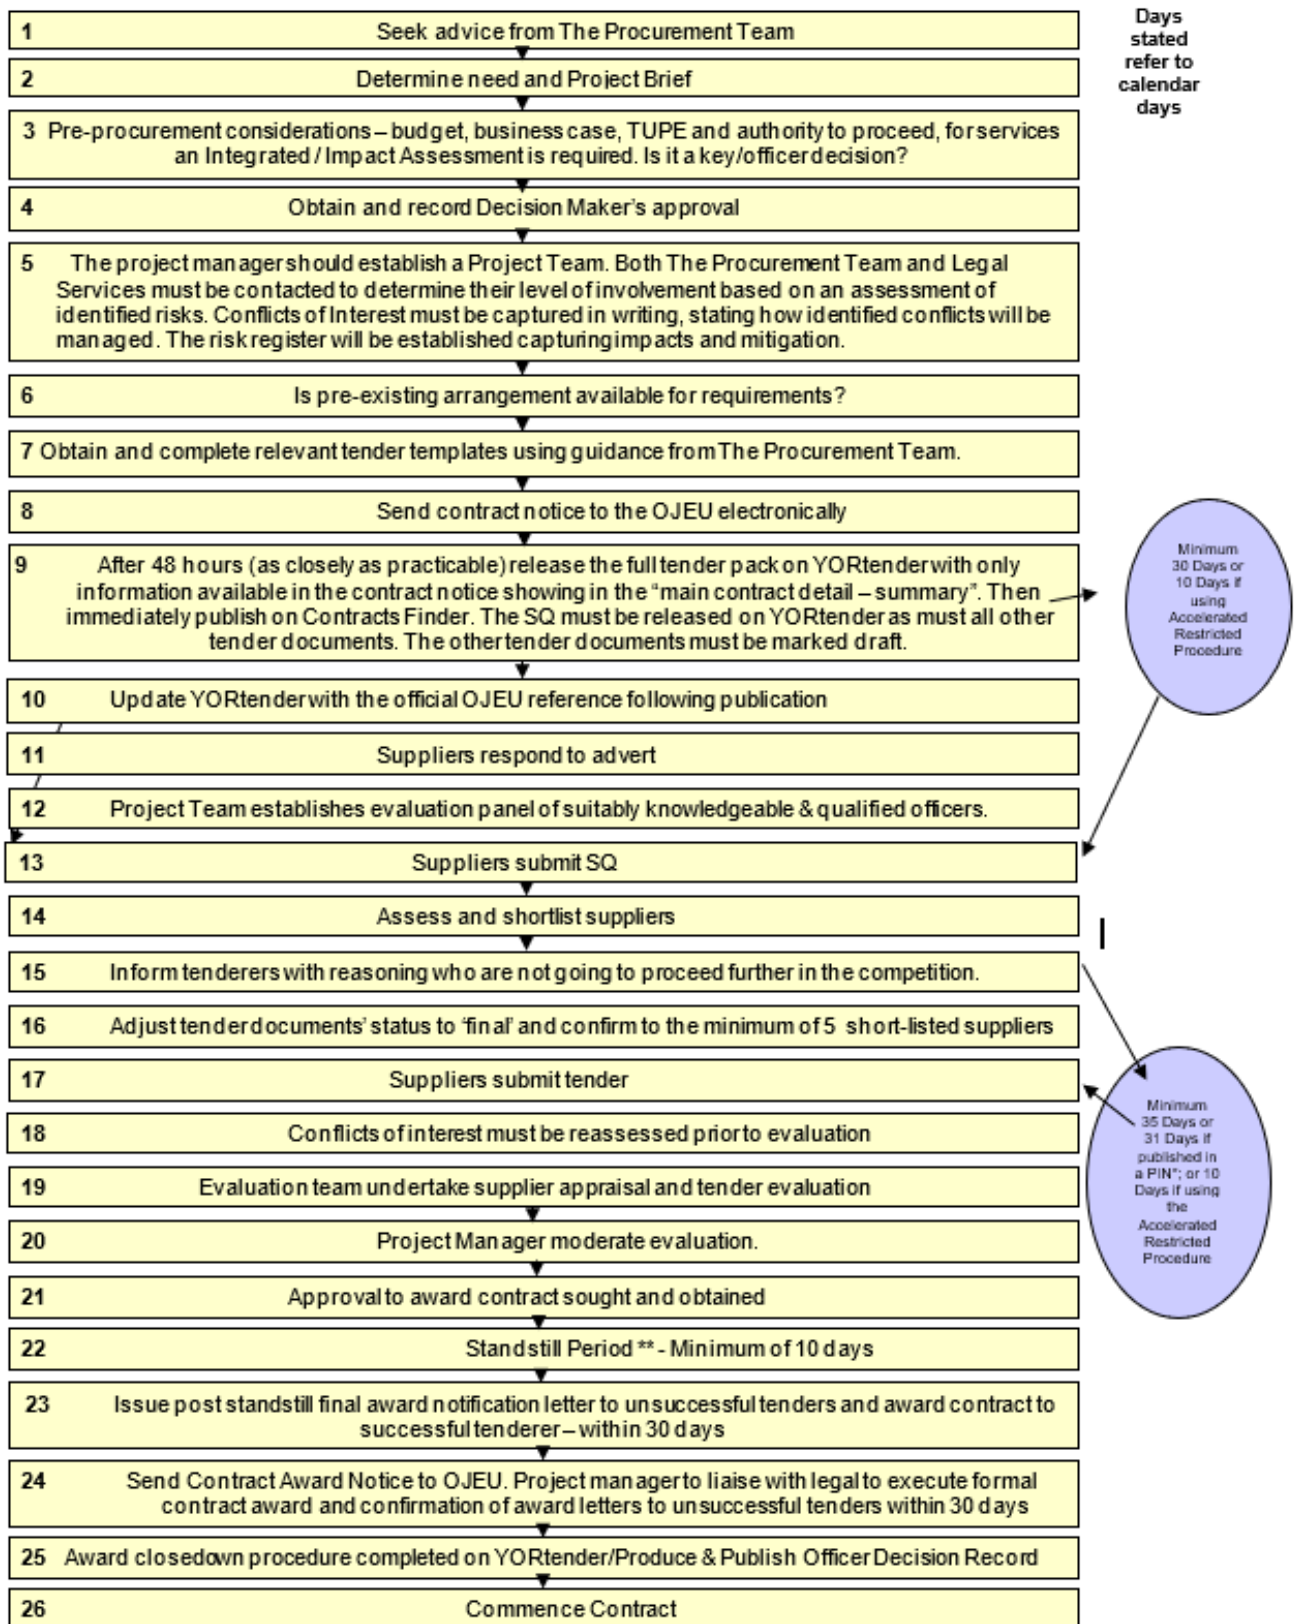 Days
stated
refer to
calendar
days
1 Seek advice from The Procurement Team
2 Determine need and Project Brief
3 Pre-procurement considerations – budget, business case, TUPE and authority to proceed, for services
an Integrated / Impact Assessment is required. Is it a key/officer decision?
4 Obtain and record Decision Maker's approval
5 The project manager should establish a Project Team. Both The Procurement Team and Legal
Services must be contacted to determine their level of involvement based on an assessment of
identified risks. Conflicts of Interest must be captured in writing, stating how identified conflicts will be
managed. The risk register will be established capturing impacts and mitigation.
6 Is pre-existing arrangement available for requirements?
7 Obtain and complete relevant tender templates using guidance from The Procurement Team.
8 Send contract notice to the OJEU electronically
9 After 48 hours (as closely as practicable) release the full tender pack on YORtender with only
information available in the contract notice showing in the "main contract detail – summary". Then
immediately publish on Contracts Finder. The SQ must be released on YORtender as must all other
tender documents. The other tender documents must be marked draft.
Minimum
30 Days or
10 Days if
using
Accelerated
Restricted
Procedure
10 Update YORtender with the official OJEU reference following publication
11 Suppliers respond to advert
12 Project Team establishes evaluation panel of suitably knowledgeable & qualified officers.
13 Suppliers submit SQ
14 Assess and shortlist suppliers
15 Inform tenderers with reasoning who are not going to proceed further in the competition.
16 Adjust tender documents' status to 'final' and confirm to the minimum of 5 short-listed suppliers
17 Suppliers submit tender
Minimum
35 Days or
31 Days if
published in
a PIN*; or 10
Days if using
the
Accelerated
Restricted
Procedure
18 Conflicts of interest must be reassessed prior to evaluation
19 Evaluation team undertake supplier appraisal and tender evaluation
20 Project Manager moderate evaluation.
21 Approval to award contract sought and obtained
22 Standstill Period ** - Minimum of 10 days
23 Issue post standstill final award notification letter to unsuccessful tenders and award contract to
successful tenderer – within 30 days
24 Send Contract Award Notice to OJEU. Project manager to liaise with legal to execute formal
contract award and confirmation of award letters to unsuccessful tenders within 30 days
25 Award closedown procedure completed on YORtender/Produce & Publish Officer Decision Record
26 Commence Contract